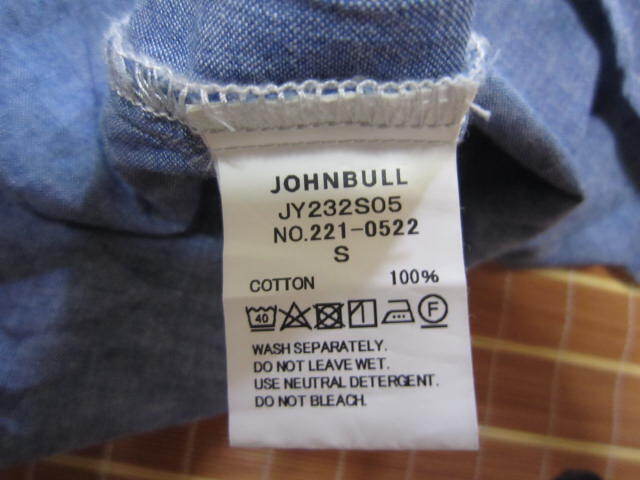 JOHNBULL
JY232S05
NO.221-0522
S
COTTON 100%
40 F
WASH SEPARATELY.
DO NOT LEAVE WET.
USE NEUTRAL DETERGENT.
DO NOT BLEACH.